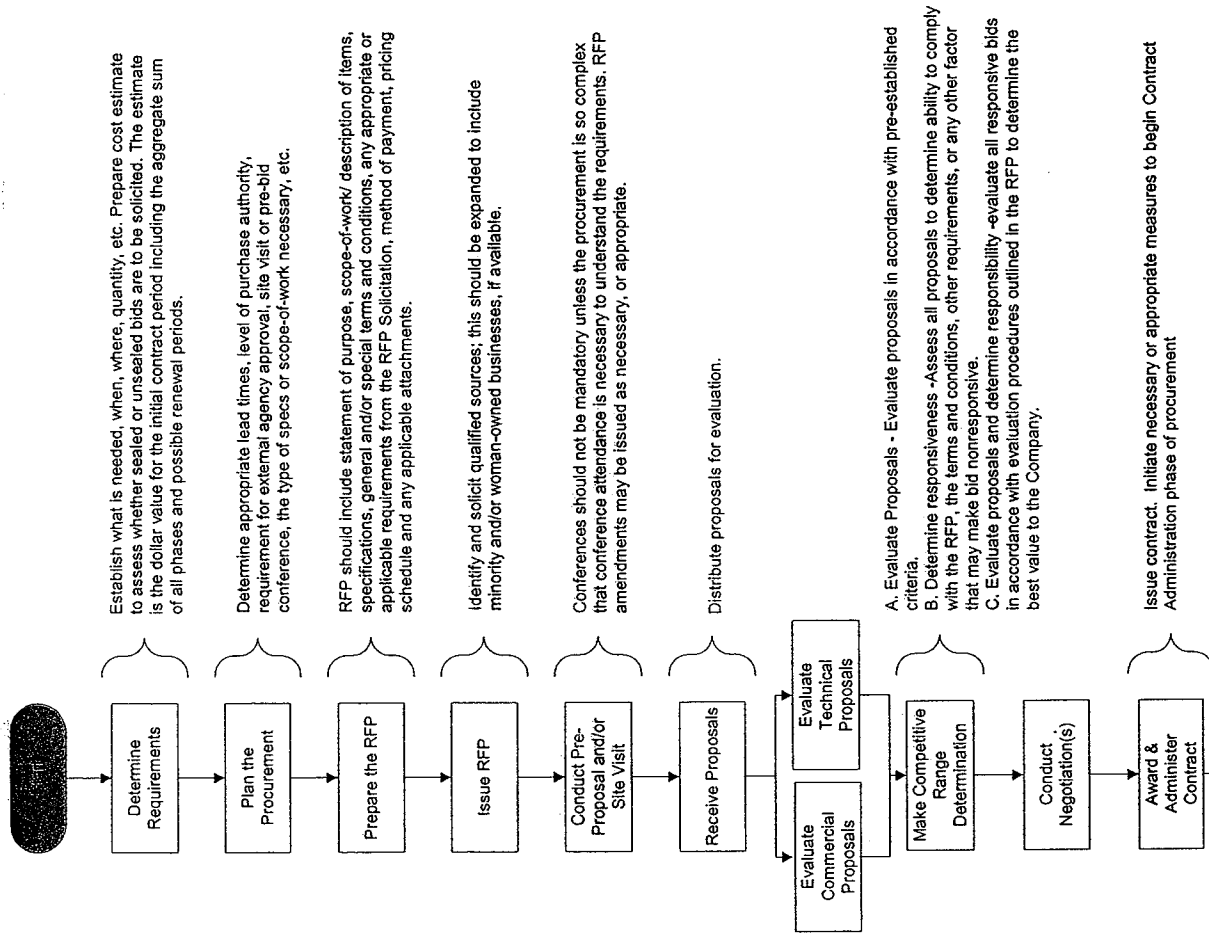 Determine
Requirements
Establish what is needed, when, where, quantity, etc. Prepare cost estimate
to assess whether sealed or unsealed bids are to be solicited. The estimate
is the dollar value for the initial contract period including the aggregate sum
of all phases and possible renewal periods.
Plan the
Procurement
Determine appropriate lead times, level of purchase authority,
requirement for external agency approval, site visit or pre-bid
conference, the type of specs or scope-of-work necessary, etc.
Prepare the RFP
RFP should include statement of purpose, scope-of-work/ description of items,
specifications, general and/or special terms and conditions, any appropriate or
applicable requirements from the RFP Solicitation, method of payment, pricing
schedule and any applicable attachments.
Issue RFP
Identify and solicit qualified sources; this should be expanded to include
minority and/or woman-owned businesses, if available.
Conduct Pre-
Proposal and/or
Site Visit
Conferences should not be mandatory unless the procurement is so complex
that conference attendance is necessary to understand the requirements. RFP
amendments may be issued as necessary, or appropriate.
Receive Proposals
Distribute proposals for evaluation.
Evaluate
Commercial
Proposals
Evaluate
Technical
Proposals
Make Competitive
Range
Determination
A. Evaluate Proposals - Evaluate proposals in accordance with pre-established
criteria.
B. Determine responsiveness -Assess all proposals to determine ability to comply
with the RFP, the terms and conditions, other requirements, or any other factor
that may make bid nonresponsive.
C. Evaluate proposals and determine responsibility -evaluate all responsive bids
in accordance with evaluation procedures outlined in the RFP to determine the
best value to the Company.
Conduct
Negotiation(s)
Award &
Administer
Contract
Issue contract. Initiate necessary or appropriate measures to begin Contract
Administration phase of procurement